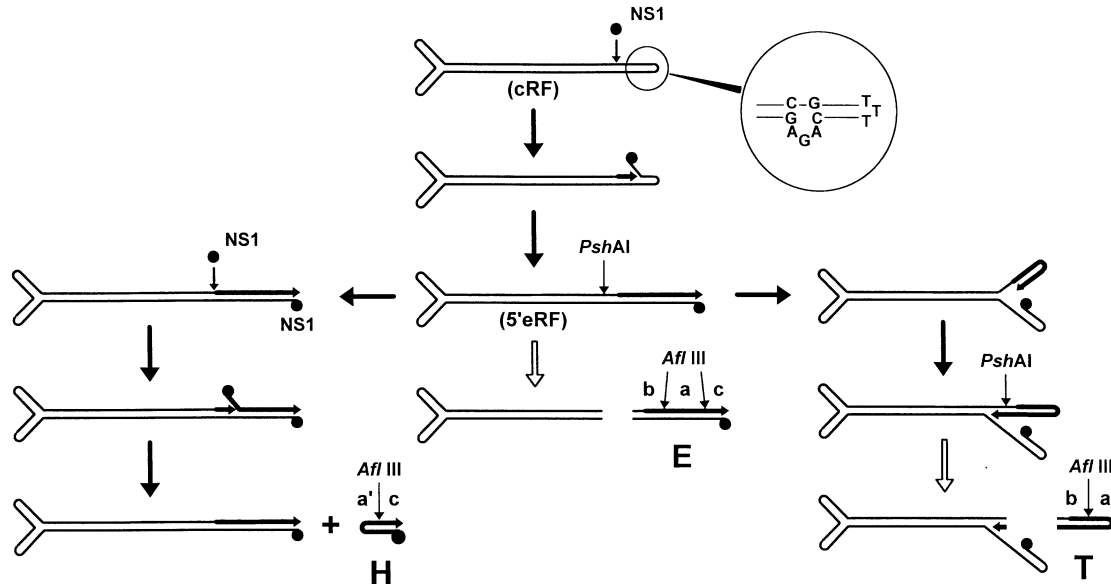 NS1
(cRF)
C-G T
T
G C T
A A
G
PshAI
NS1
NS1
(5'eRF)
Afl III
b a c
E
PshAI
Afl III
a' c
+
H
Afl III
b a
T